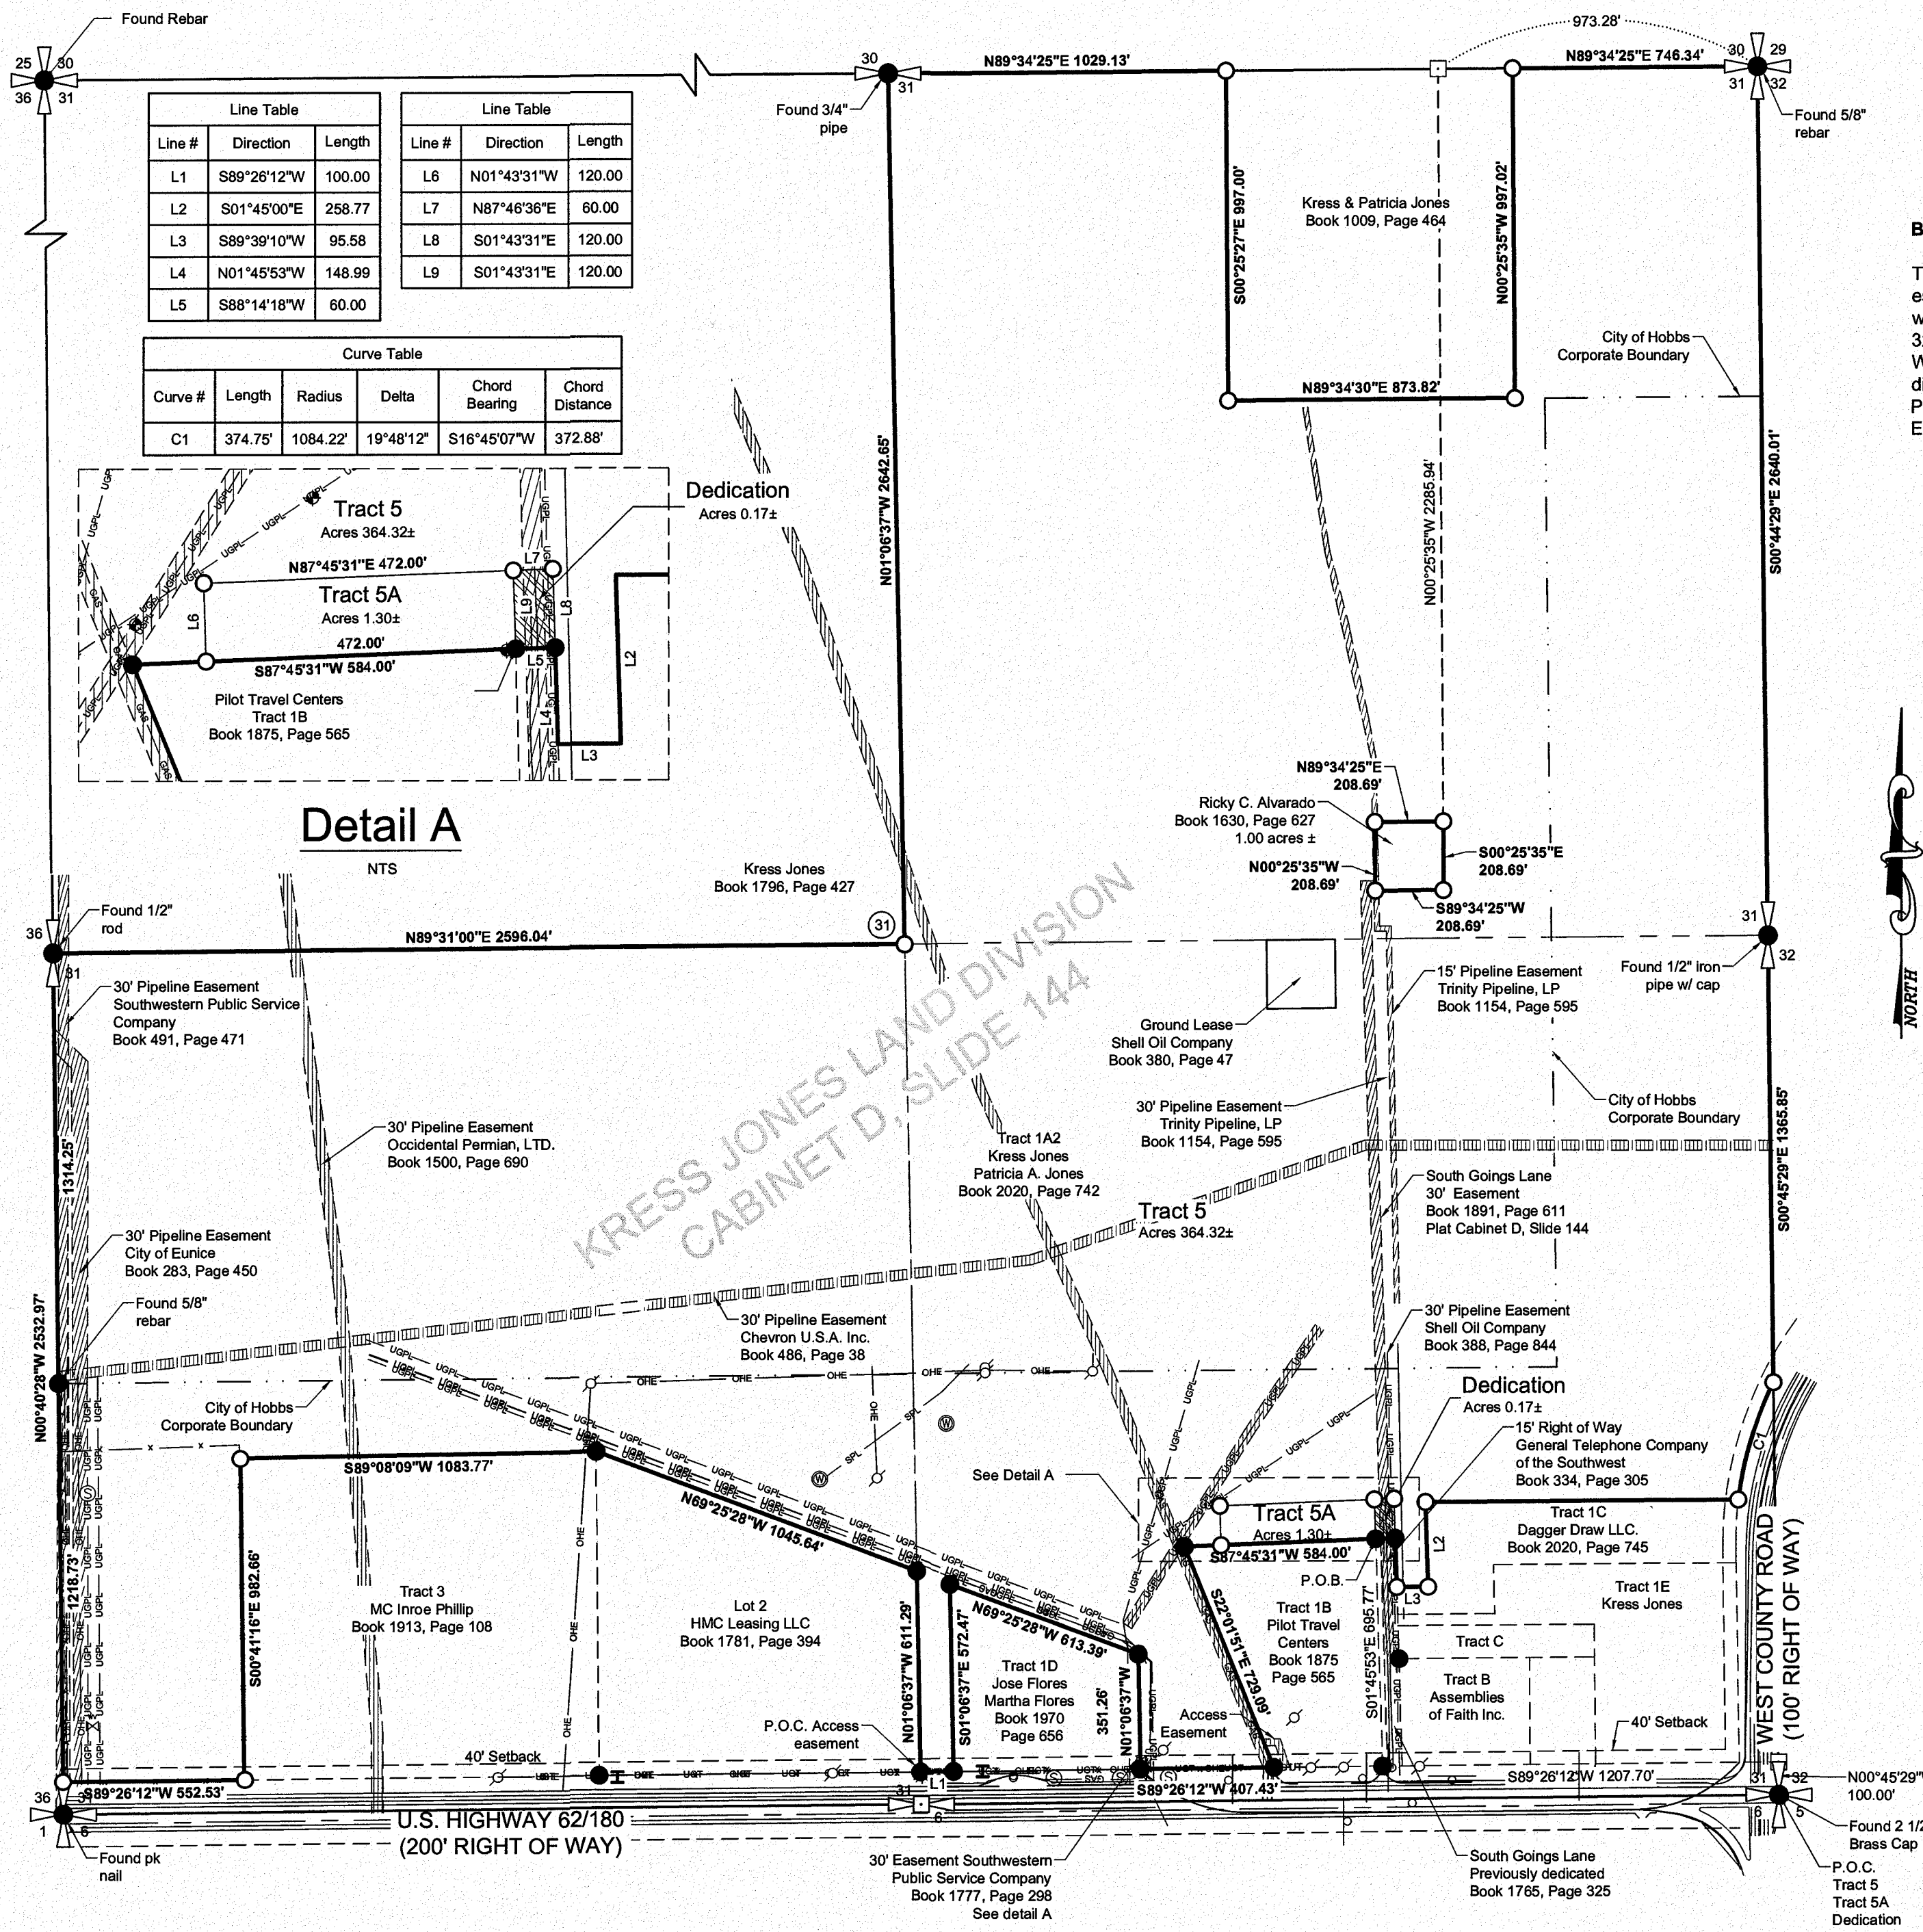 Found Rebar
25 30
36 31
30
31
Found 3/4"
pipe
N89°34'25"E 1029.13'
973.28'
N89°34'25"E 746.34'
30 29
31 32
Found 5/8"
rebar
Line Table
Line # Direction Length
L1 S89°26'12"W 100.00
L2 S01°45'00"E 258.77
L3 S89°39'10"W 95.58
L4 N01°45'53"W 148.99
L5 S88°14'18"W 60.00
Line Table
Line # Direction Length
L6 N01°43'31"W 120.00
L7 N87°46'36"E 60.00
L8 S01°43'31"E 120.00
L9 S01°43'31"E 120.00
Curve Table
Curve # Length Radius Delta Chord Bearing Chord Distance
C1 374.75' 1084.22' 19°48'12" S16°45'07"W 372.88'
S00°25'27"E 997.00'
Kress & Patricia Jones
Book 1009, Page 464
N00°25'35"W 997.02'
N89°34'30"E 873.82'
City of Hobbs
Corporate Boundary
N01°06'37"W 2642.65'
N00°25'35"W 2285.94'
S00°44'29"E 2640.01'
Dedication
Acres 0.17±
Tract 5
Acres 364.32±
N87°45'31"E 472.00'
Tract 5A
Acres 1.30±
472.00'
S87°45'31"W 584.00'
Pilot Travel Centers
Tract 1B
Book 1875, Page 565
L6
L7
L9
L8
L5
L4
L3
L2
UGPL
GAS
Detail A
NTS
N89°34'25"E
208.69'
Ricky C. Alvarado
Book 1630, Page 627
1.00 acres ±
N00°25'35"W
208.69'
S00°25'35"E
208.69'
S89°34'25"W
208.69'
Kress Jones
Book 1796, Page 427
Found 1/2"
rod
36
31
N89°31'00"E 2596.04'
31
31
32
Found 1/2" iron
pipe w/ cap
30' Pipeline Easement
Southwestern Public Service
Company
Book 491, Page 471
15' Pipeline Easement
Trinity Pipeline, LP
Book 1154, Page 595
Ground Lease
Shell Oil Company
Book 380, Page 47
KRESS JONES LAND DIVISION
CABINET D, SLIDE 144
NORTH
1314.25'
30' Pipeline Easement
Occidental Permian, LTD.
Book 1500, Page 690
30' Pipeline Easement
Trinity Pipeline, LP
Book 1154, Page 595
City of Hobbs
Corporate Boundary
S00°45'29"E 1365.85'
Tract 1A2
Kress Jones
Patricia A. Jones
Book 2020, Page 742
Tract 5
Acres 364.32±
South Goings Lane
30' Easement
Book 1891, Page 611
Plat Cabinet D, Slide 144
30' Pipeline Easement
City of Eunice
Book 283, Page 450
Found 5/8"
rebar
N00°40'28"W 2532.97'
30' Pipeline Easement
Chevron U.S.A. Inc.
Book 486, Page 38
30' Pipeline Easement
Shell Oil Company
Book 388, Page 844
City of Hobbs
Corporate Boundary
Dedication
Acres 0.17±
15' Right of Way
General Telephone Company
of the Southwest
Book 334, Page 305
OHE
SPL
S89°08'09"W 1083.77'
N69°25'28"W 1045.64'
See Detail A
Tract 5A
Acres 1.30±
S87°45'31"W 584.00'
P.O.B.
C1
L2
L3
Tract 1C
Dagger Draw LLC.
Book 2020, Page 745
Tract 1E
Kress Jones
WEST COUNTY ROAD
(100' RIGHT OF WAY)
1218.73'
S00°41'16"E 982.66'
Tract 3
MC Inroe Phillip
Book 1913, Page 108
Lot 2
HMC Leasing LLC
Book 1781, Page 394
N01°06'37"W 611.29'
S01°06'37"E 572.47'
N69°25'28"W 613.39'
Tract 1D
Jose Flores
Martha Flores
Book 1970
Page 656
351.26'
N01°06'37"W
S22°01'51"E 729.09'
Tract 1B
Pilot Travel
Centers
Book 1875
Page 565
S01°45'53"E 695.77'
Tract C
Tract B
Assemblies
of Faith Inc.
Access
Easement
P.O.C. Access
easement
40' Setback
40' Setback
L1
S89°26'12"W 552.53'
S89°26'12"W 407.43'
S89°26'12"W 1207.70'
36
1 6
31
6
31 32
6 5
U.S. HIGHWAY 62/180
(200' RIGHT OF WAY)
Found pk
nail
30' Easement Southwestern
Public Service Company
Book 1777, Page 298
See detail A
South Goings Lane
Previously dedicated
Book 1765, Page 325
N00°45'29"
100.00'
Found 2 1/2
Brass Cap
P.O.C.
Tract 5
Tract 5A
Dedication